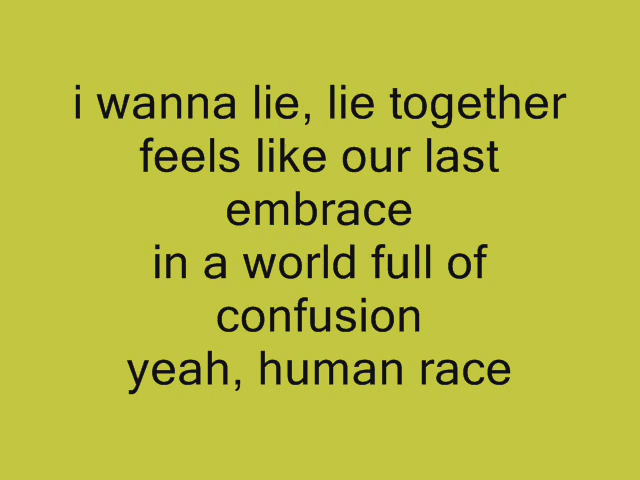 i wanna lie, lie together
feels like our last
embrace
in a world full of
confusion
yeah, human race